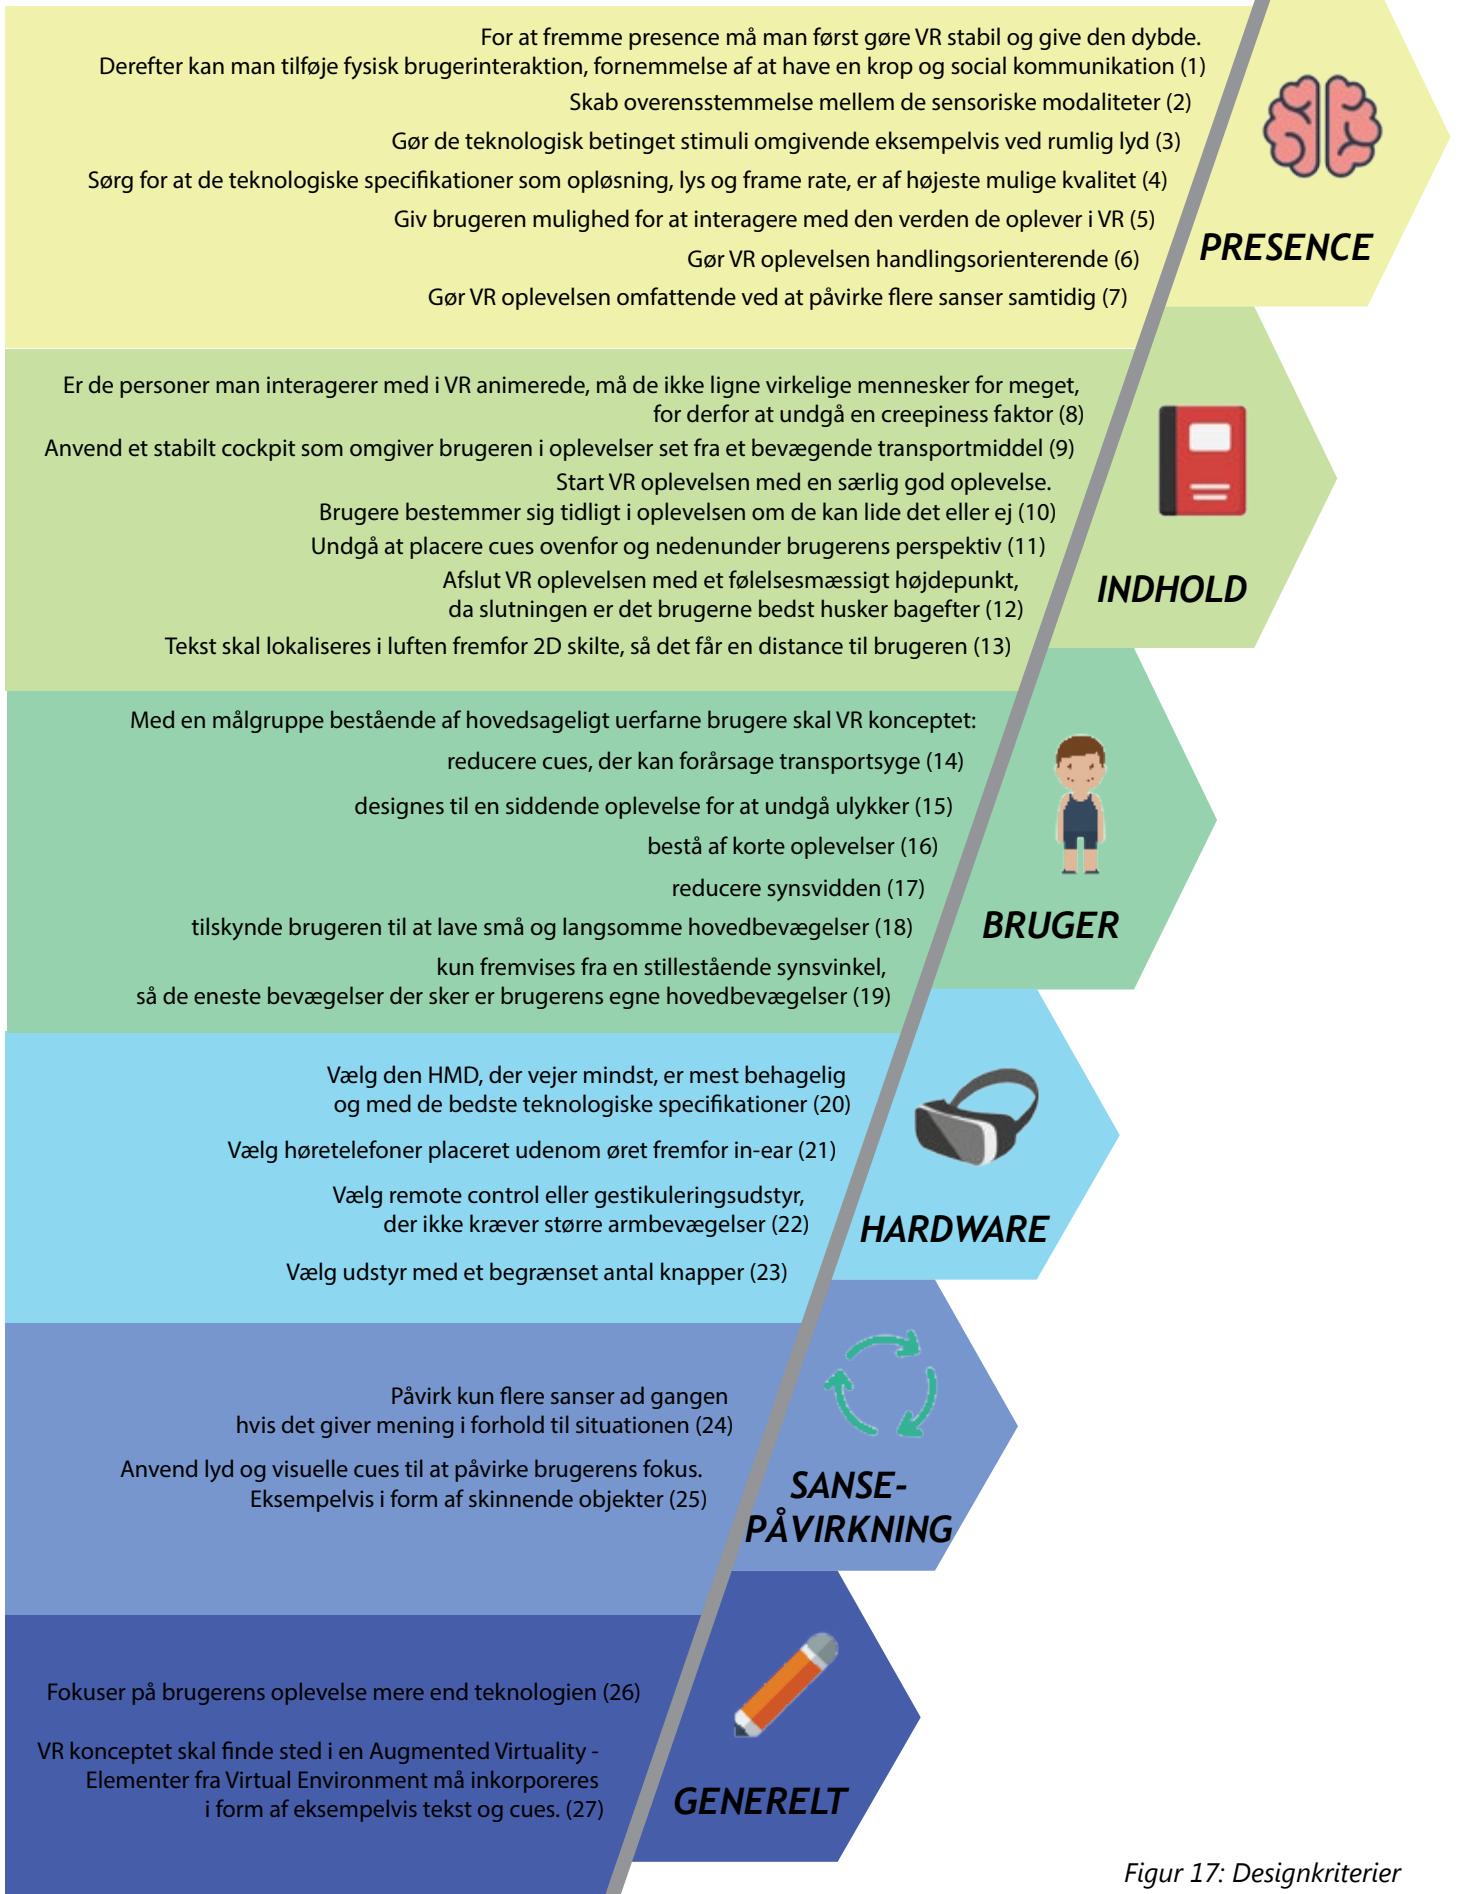 For at fremme presence må man først gøre VR stabil og give den dybde.
Derefter kan man tilføje fysisk brugerinteraktion, fornemmelse af at have en krop og social kommunikation (1)
Skab overensstemmelse mellem de sensoriske modaliteter (2)
Gør de teknologisk betinget stimuli omgivende eksempelvis ved rumlig lyd (3)
Sørg for at de teknologiske specifikationer som opløsning, lys og frame rate, er af højeste mulige kvalitet (4)
Giv brugeren mulighed for at interagere med den verden de oplever i VR (5)
Gør VR oplevelsen handlingsorienterende (6)
Gør VR oplevelsen omfattende ved at påvirke flere sanser samtidig (7)
PRESENCE
Er de personer man interagerer med i VR animerede, må de ikke ligne virkelige mennesker for meget,
for derfor at undgå en creepiness faktor (8)
Anvend et stabilt cockpit som omgiver brugeren i oplevelser set fra et bevægende transportmiddel (9)
Start VR oplevelsen med en særlig god oplevelse.
Brugere bestemmer sig tidligt i oplevelsen om de kan lide det eller ej (10)
Undgå at placere cues ovenfor og nedenunder brugerens perspektiv (11)
Afslut VR oplevelsen med et følelsesmæssigt højdepunkt,
da slutningen er det brugerne bedst husker bagefter (12)
Tekst skal lokaliseres i luften fremfor 2D skilte, så det får en distance til brugeren (13)
INDHOLD
Med en målgruppe bestående af hovedsageligt uerfarne brugere skal VR konceptet:
reducere cues, der kan forårsage transportsyge (14)
designes til en siddende oplevelse for at undgå ulykker (15)
bestå af korte oplevelser (16)
reducere synsvidden (17)
tilskynde brugeren til at lave små og langsomme hovedbevægelser (18)
kun fremvises fra en stillestående synsvinkel,
så de eneste bevægelser der sker er brugerens egne hovedbevægelser (19)
BRUGER
Vælg den HMD, der vejer mindst, er mest behagelig
og med de bedste teknologiske specifikationer (20)
Vælg høretelefoner placeret udenom øret fremfor in-ear (21)
Vælg remote control eller gestikuleringsudstyr,
der ikke kræver større armbevægelser (22)
Vælg udstyr med et begrænset antal knapper (23)
HARDWARE
Påvirk kun flere sanser ad gangen
hvis det giver mening i forhold til situationen (24)
Anvend lyd og visuelle cues til at påvirke brugerens fokus.
Eksempelvis i form af skinnende objekter (25)
SANSE-
PÅVIRKNING
Fokuser på brugerens oplevelse mere end teknologien (26)
VR konceptet skal finde sted i en Augmented Virtuality -
Elementer fra Virtual Environment må inkorporeres
i form af eksempelvis tekst og cues. (27)
GENERELT
Figur 17: Designkriterier